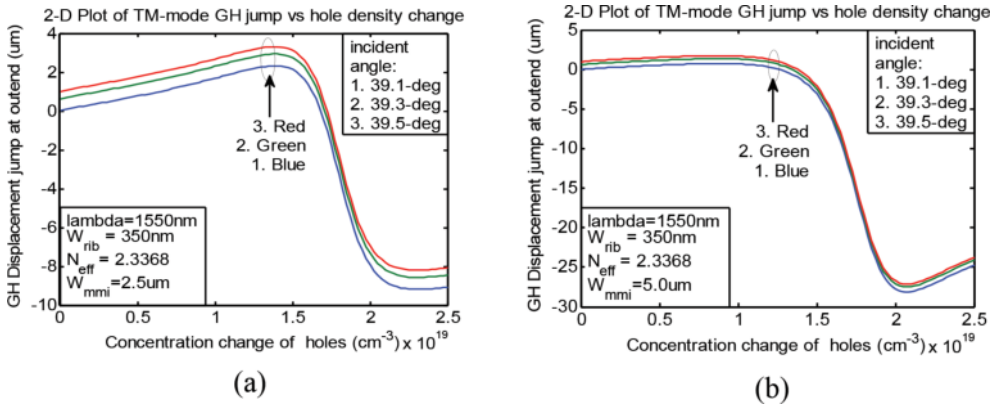 2-D Plot of TM-mode GH jump vs hole density change
GH Displacement jump at outend (um)
4
2
0
-2
-4
-6
-8
-10
incident
angle:
1. 39.1-deg
2. 39.3-deg
3. 39.5-deg
3. Red
2. Green
1. Blue
lambda=1550nm
W_rib = 350nm
N_eff = 2.3368
W_mmi=2.5um
0 0.5 1 1.5 2 2.5
Concentration change of holes (cm^-3) x 10^19
(a)
2-D Plot of TM-mode GH jump vs hole density change
GH Displacement jump at outend (um)
5
0
-5
-10
-15
-20
-25
-30
incident
angle:
1. 39.1-deg
2. 39.3-deg
3. 39.5-deg
3. Red
2. Green
1. Blue
lambda=1550nm
W_rib = 350nm
N_eff = 2.3368
W_mmi=5.0um
0 0.5 1 1.5 2 2.5
Concentration change of holes (cm^-3) x 10^19
(b)